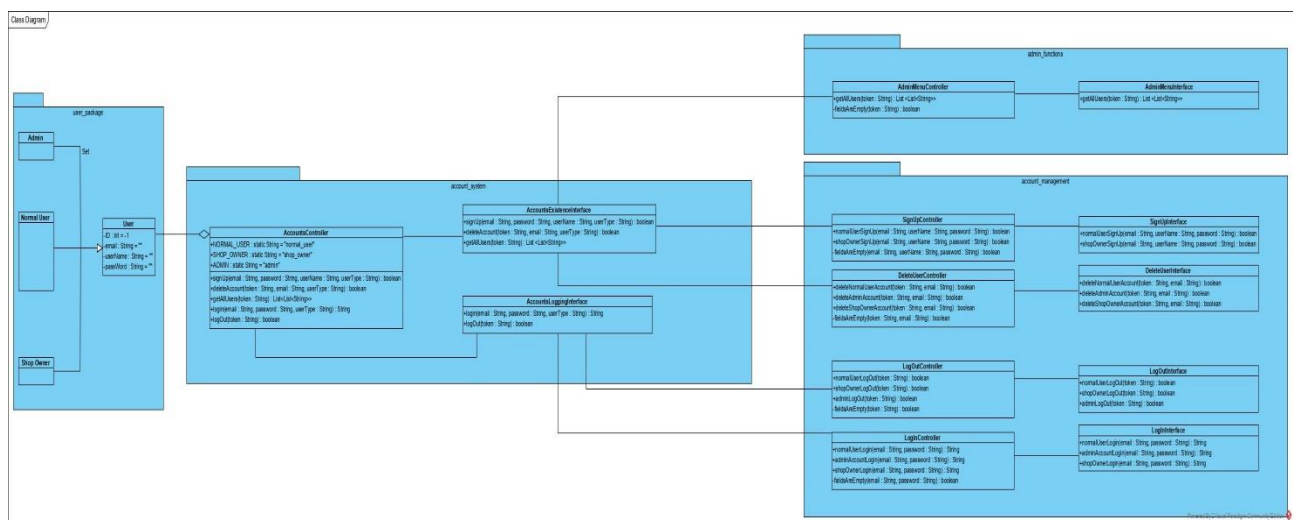 Class Diagram
user_package
Admin
Set
Normal User
User
-ID : int = -1
-email : String = ""
-userName : String = ""
-passWord : String = ""
Shop Owner
account_system
AccountsController
+NORMAL_USER : static String = "normal_user"
+SHOP_OWNER : static String = "shop_owner"
+ADMIN : static String = "admin"
+signUp(email : String, password : String, userName : String, userType : String) : boolean
+deleteAccount(token : String, email : String, userType : String) : boolean
+getAllUsers(token : String) : List<List<String>>
+login(email : String, password : String, userType : String) : String
+logOut(token : String) : boolean
AccountsExistenceInterface
+signUp(email : String, password : String, userName : String, userType : String) : boolean
+deleteAccount(token : String, email : String, userType : String) : boolean
+getAllUsers(token : String) : List <List<String>>
AccountsLoggingInterface
+login(email : String, password : String, userType : String) : String
+logOut(token : String) : boolean
admin_functions
AdminMenuController
+getAllUsers(token : String) : List <List<String>>
-fieldsAreEmpty(token : String) : boolean
AdminMenuInterface
+getAllUsers(token : String) : List <List<String>>
account_management
SignUpController
+normalUserSignUp(email : String, userName : String, password : String) : boolean
+shopOwnerSignUp(email : String, userName : String, password : String) : boolean
-fieldsAreEmpty(email : String, userName : String, password : String) : boolean
SignUpInterface
+normalUserSignUp(email : String, userName : String, password : String) : boolean
+shopOwnerSignUp(email : String, userName : String, password : String) : boolean
DeleteUserController
+deleteNormalUserAccount(token : String, email : String) : boolean
+deleteAdminAccount(token : String, email : String) : boolean
+deleteShopOwnerAccount(token : String, email : String) : boolean
-fieldsAreEmpty(token : String, email : String) : boolean
DeleteUserInterface
+deleteNormalUserAccount(token : String, email : String) : boolean
+deleteAdminAccount(token : String, email : String) : boolean
+deleteShopOwnerAccount(token : String, email : String) : boolean
LogOutController
+normalUserLogOut(token : String) : boolean
+shopOwnerLogOut(token : String) : boolean
+adminLogOut(token : String) : boolean
-fieldsAreEmpty(token : String) : boolean
LogOutInterface
+normalUserLogOut(token : String) : boolean
+shopOwnerLogOut(token : String) : boolean
+adminLogOut(token : String) : boolean
LoginController
+normalUserLogin(email : String, password : String) : String
+adminAccountLogin(email : String, password : String) : String
+shopOwnerLogin(email : String, password : String) : String
-fieldsAreEmpty(email : String, password : String) : boolean
LoginInterface
+normalUserLogin(email : String, password : String) : String
+adminAccountLogin(email : String, password : String) : String
+shopOwnerLogin(email : String, password : String) : String
Powered By Visual Paradigm Community Edition